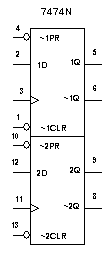 7474N
4 ~1PR
2 1D 1Q 5
3 ~1Q 6
1 ~1CLR
10 ~2PR
12 2D 2Q 9
11 ~2Q 8
13 ~2CLR